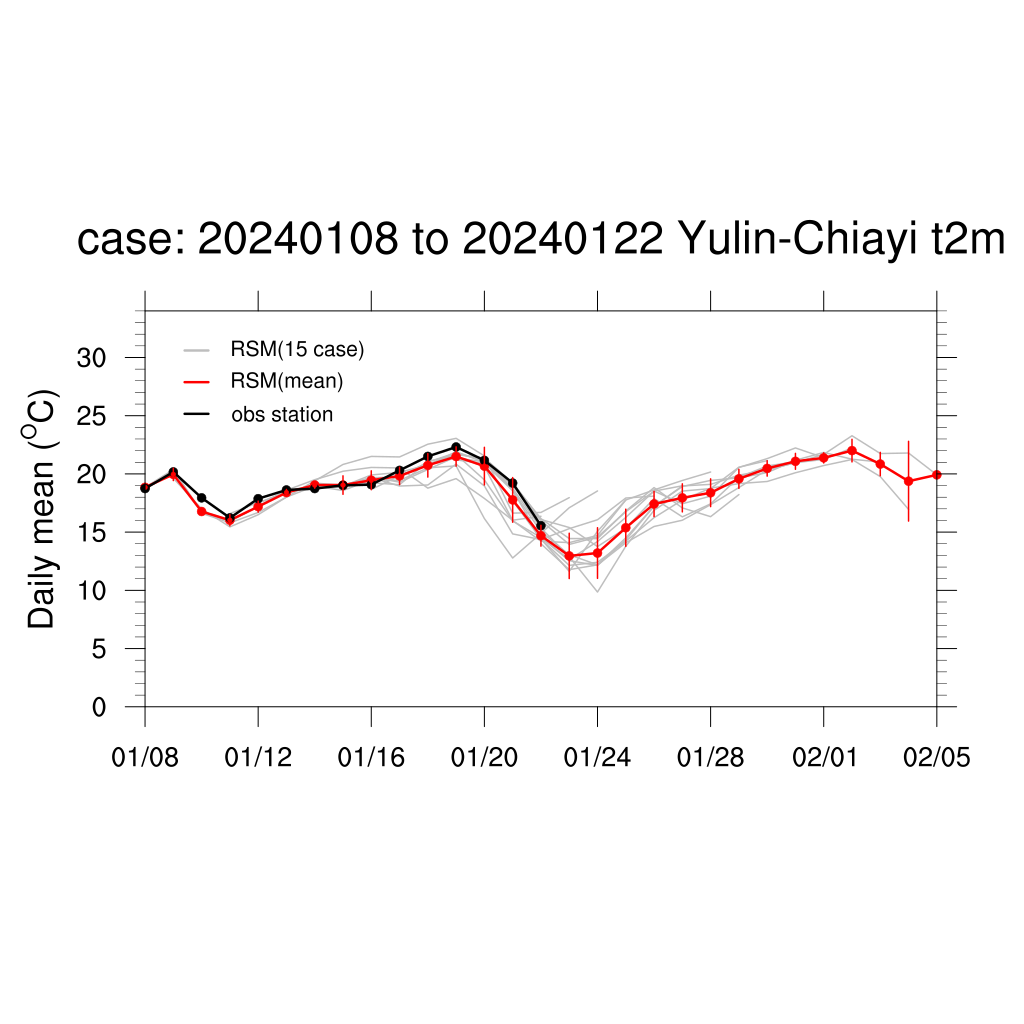 case: 20240108 to 20240122 Yulin-Chiayi t2m
RSM(15 case)
RSM(mean)
obs station
Daily mean (OC)
30
25
20
15
10
5
0
01/08 01/12 01/16 01/20 01/24 01/28 02/01 02/05